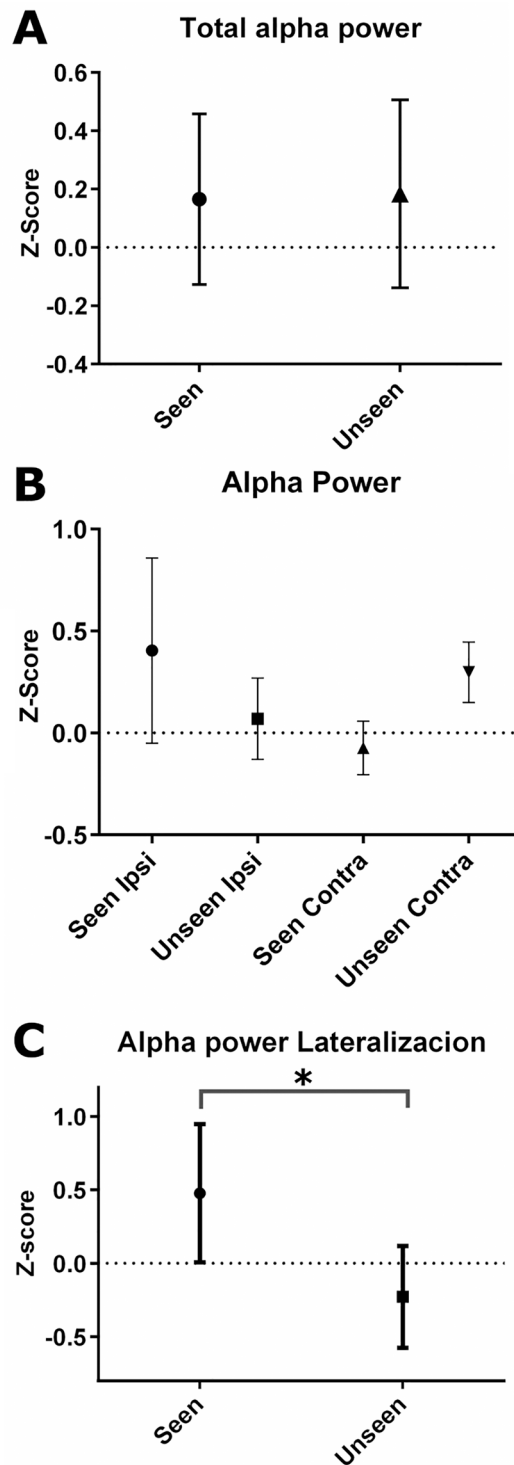 A
Total alpha power
Z-Score
0.6
0.4
0.2
0.0
-0.2
-0.4
Seen
Unseen
B
Alpha Power
Z-Score
1.0
0.5
0.0
-0.5
Seen Ipsi
Unseen Ipsi
Seen Contra
Unseen Contra
C
Alpha power Lateralizacion
*
Z-score
1.0
0.5
0.0
-0.5
Seen
Unseen